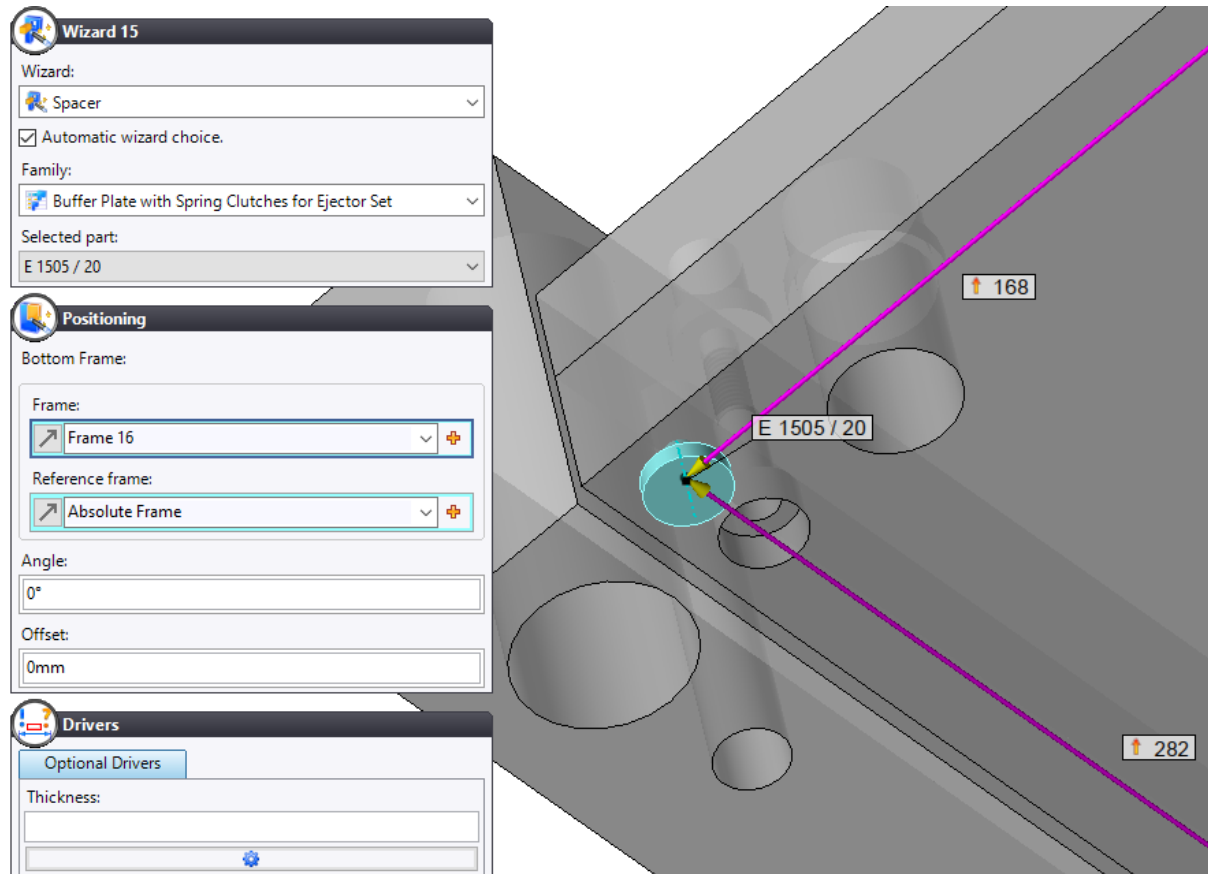 Wizard 15
Wizard:
Spacer
Automatic wizard choice.
Family:
Buffer Plate with Spring Clutches for Ejector Set
Selected part:
E 1505 / 20
Positioning
Bottom Frame:
Frame:
Frame 16
Reference frame:
Absolute Frame
Angle:
0°
Offset:
0mm
Drivers
Optional Drivers
Thickness:
168
E 1505 / 20
282